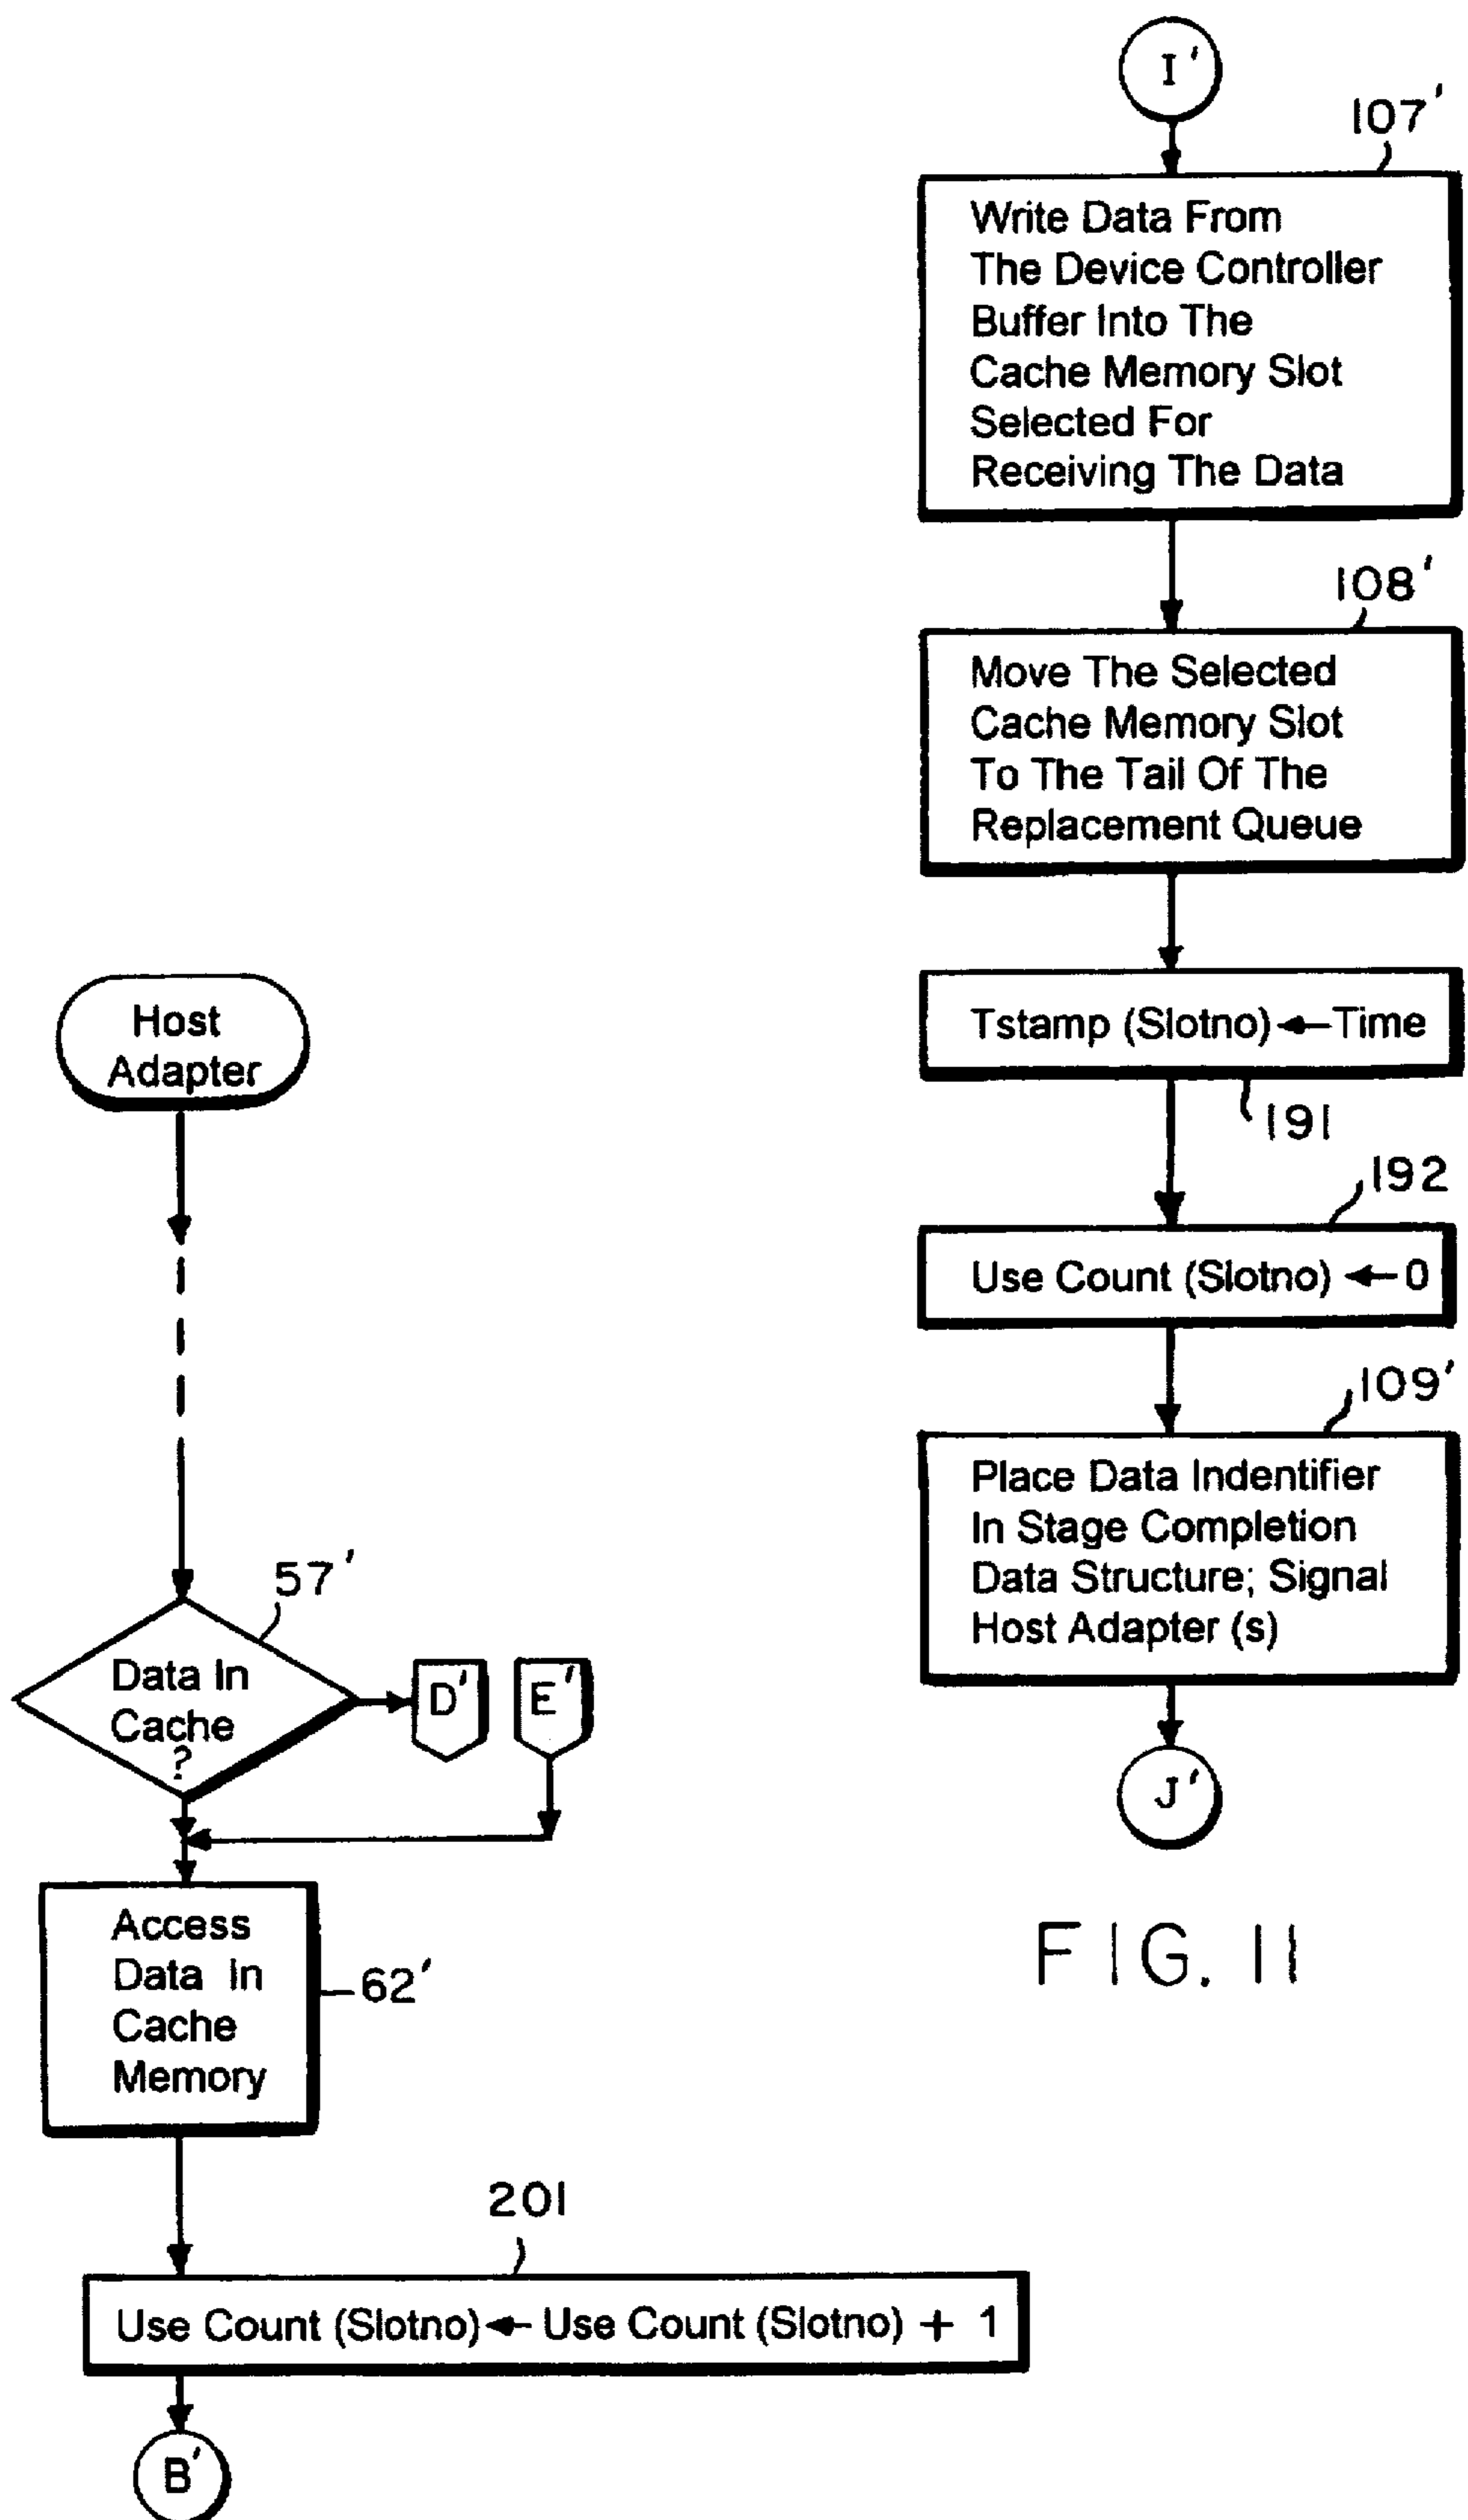 I'
107'
Write Data From
The Device Controller
Buffer Into The
Cache Memory Slot
Selected For
Receiving The Data
108'
Move The Selected
Cache Memory Slot
To The Tail Of The
Replacement Queue
Tstamp (Slotno)←Time
191
192
Use Count (Slotno) ←0
109'
Place Data Indentifier
In Stage Completion
Data Structure; Signal
Host Adapter (s)
J'
FIG. 11
Host
Adapter
57'
Data In
Cache
?
D'
E'
Access
Data In
Cache
Memory
62'
201
Use Count (Slotno)← Use Count (Slotno) + 1
B'